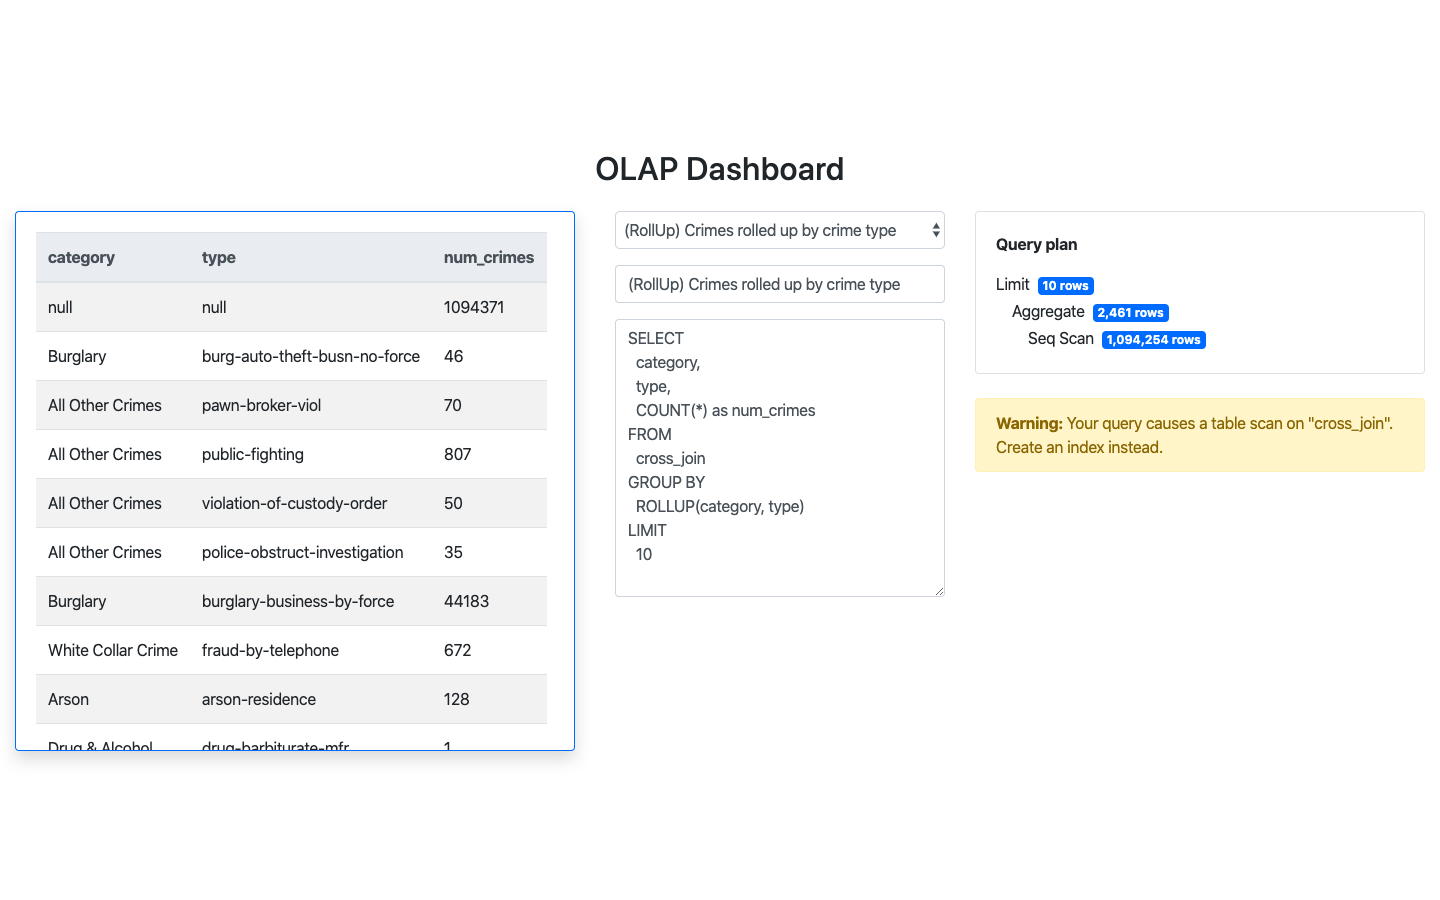 OLAP Dashboard
category type num_crimes
null null 1094371
Burglary burg-auto-theft-busn-no-force 46
All Other Crimes pawn-broker-viol 70
All Other Crimes public-fighting 807
All Other Crimes violation-of-custody-order 50
All Other Crimes police-obstruct-investigation 35
Burglary burglary-business-by-force 44183
White Collar Crime fraud-by-telephone 672
Arson arson-residence 128
Drug & Alcohol drug-barbiturate-mfr 1
(RollUp) Crimes rolled up by crime type
(RollUp) Crimes rolled up by crime type
SELECT
category,
type,
COUNT(*) as num_crimes
FROM
cross_join
GROUP BY
ROLLUP(category, type)
LIMIT
10
Query plan
Limit 10 rows
Aggregate 2,461 rows
Seq Scan 1,094,254 rows
Warning: Your query causes a table scan on "cross_join".
Create an index instead.